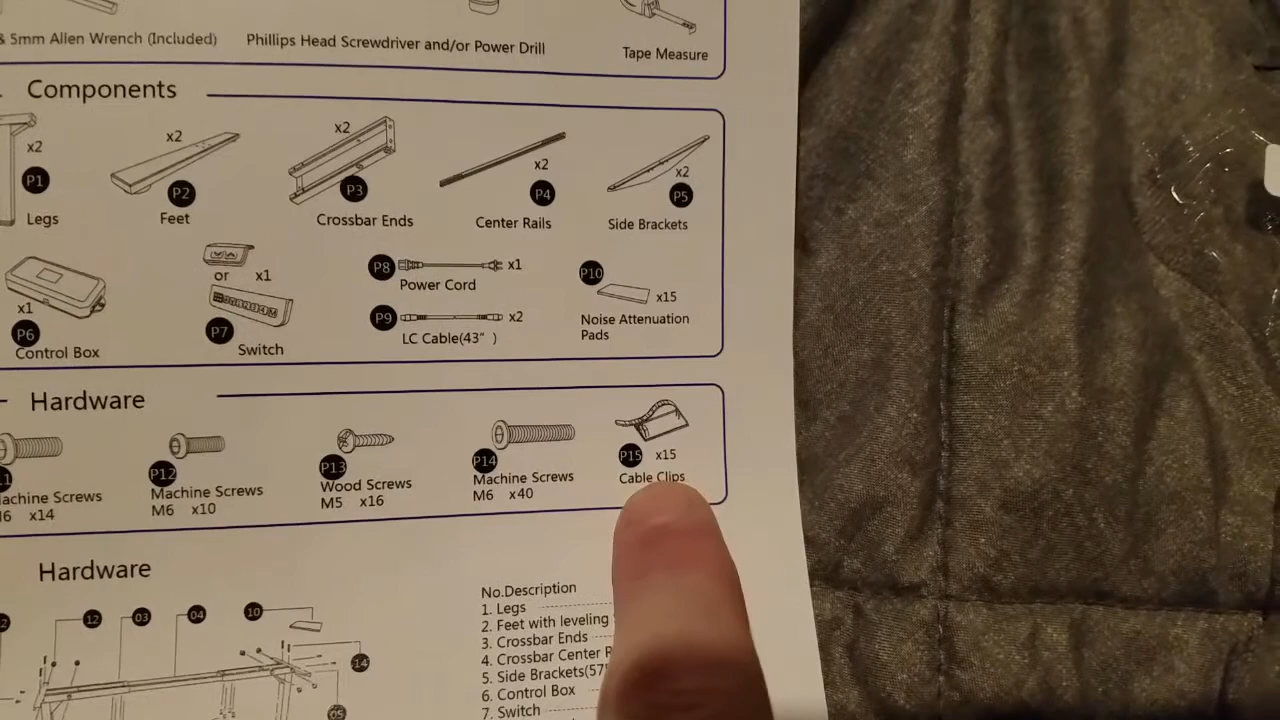 & 5mm Allen Wrench (Included)
Phillips Head Screwdriver and/or Power Drill
Tape Measure
Components
x2
P1
Legs
x2
P2
Feet
x2
P3
Crossbar Ends
x2
P4
Center Rails
x2
P5
Side Brackets
x1
P6
Control Box
or x1
P7
Switch
P8
x1
Power Cord
P9
x2
LC Cable(43" )
P10
x15
Noise Attenuation
Pads
Hardware
achine Screws
x14
P12
Machine Screws
M6 x10
P13
Wood Screws
M5 x16
P14
Machine Screws
M6 x40
P15 x15
Cable Clips
Hardware
12
03
04
10
14
05
No.Description
1. Legs
2. Feet with leveling
3. Crossbar Ends
4. Crossbar Center
5. Side Brackets(57"
6. Control Box
7. Switch